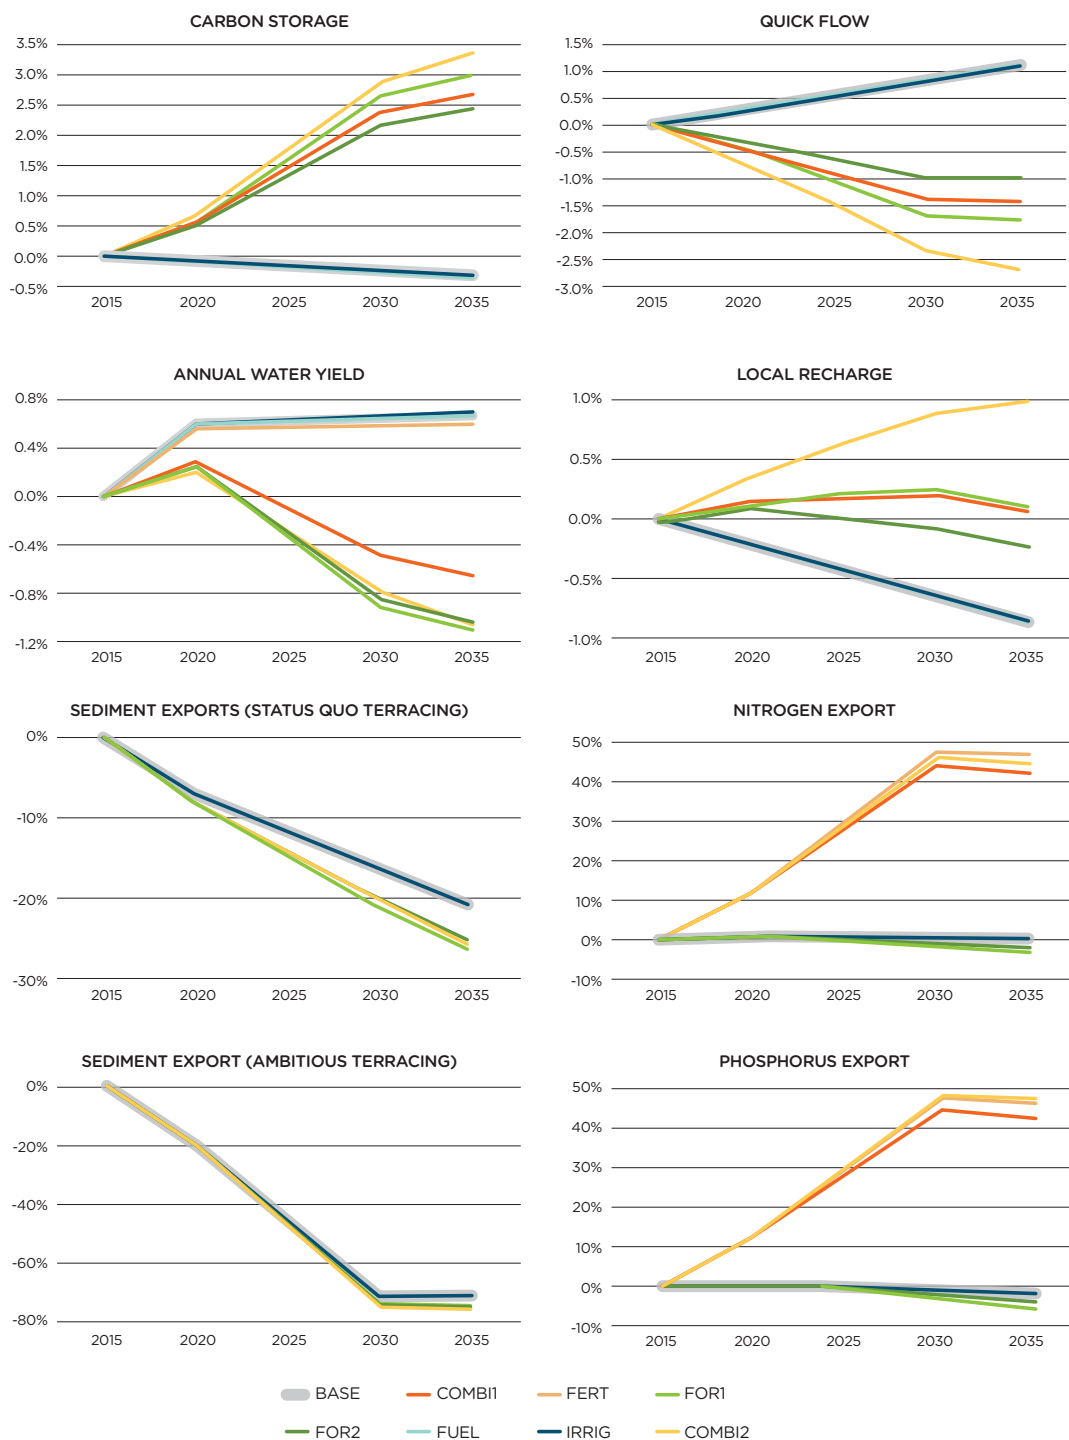 CARBON STORAGE
3.5%
3.0%
2.5%
2.0%
1.5%
1.0%
0.5%
0.0%
-0.5%
2015 2020 2025 2030 2035
QUICK FLOW
1.5%
1.0%
0.5%
0.0%
-0.5%
-1.0%
-1.5%
-2.0%
-2.5%
-3.0%
2015 2020 2025 2030 2035
ANNUAL WATER YIELD
0.8%
0.4%
0.0%
-0.4%
-0.8%
-1.2%
2015 2020 2025 2030 2035
LOCAL RECHARGE
1.0%
0.5%
0.0%
-0.5%
-1.0%
2015 2020 2025 2030 2035
SEDIMENT EXPORTS (STATUS QUO TERRACING)
0%
-10%
-20%
-30%
2015 2020 2025 2030 2035
NITROGEN EXPORT
50%
40%
30%
20%
10%
0%
-10%
2015 2020 2025 2030 2035
SEDIMENT EXPORT (AMBITIOUS TERRACING)
0%
-20%
-40%
-60%
-80%
2015 2020 2025 2030 2035
PHOSPHORUS EXPORT
50%
40%
30%
20%
10%
0%
-10%
2015 2020 2025 2030 2035
BASE COMBI1 FERT FOR1
FOR2 FUEL IRRIG COMBI2